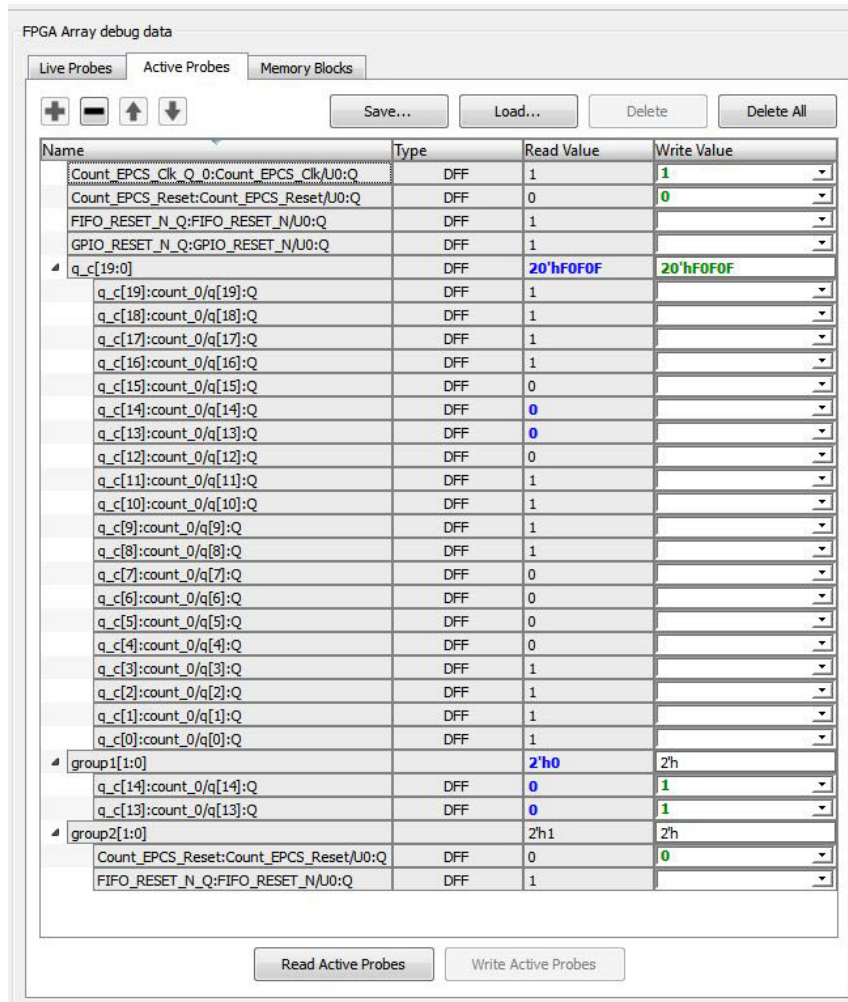 FPGA Array debug data
Live Probes Active Probes Memory Blocks
Save... Load... Delete Delete All
Name Type Read Value Write Value
Count_EPCS_Clk_Q_0:Count_EPCS_Clk/U0:Q DFF 1 1
Count_EPCS_Reset:Count_EPCS_Reset/U0:Q DFF 0 0
FIFO_RESET_N_Q:FIFO_RESET_N/U0:Q DFF 1
GPIO_RESET_N_Q:GPIO_RESET_N/U0:Q DFF 1
q_c[19:0] DFF 20'hF0F0F 20'hF0F0F
q_c[19]:count_0/q[19]:Q DFF 1
q_c[18]:count_0/q[18]:Q DFF 1
q_c[17]:count_0/q[17]:Q DFF 1
q_c[16]:count_0/q[16]:Q DFF 1
q_c[15]:count_0/q[15]:Q DFF 0
q_c[14]:count_0/q[14]:Q DFF 0
q_c[13]:count_0/q[13]:Q DFF 0
q_c[12]:count_0/q[12]:Q DFF 0
q_c[11]:count_0/q[11]:Q DFF 1
q_c[10]:count_0/q[10]:Q DFF 1
q_c[9]:count_0/q[9]:Q DFF 1
q_c[8]:count_0/q[8]:Q DFF 1
q_c[7]:count_0/q[7]:Q DFF 0
q_c[6]:count_0/q[6]:Q DFF 0
q_c[5]:count_0/q[5]:Q DFF 0
q_c[4]:count_0/q[4]:Q DFF 0
q_c[3]:count_0/q[3]:Q DFF 1
q_c[2]:count_0/q[2]:Q DFF 1
q_c[1]:count_0/q[1]:Q DFF 1
q_c[0]:count_0/q[0]:Q DFF 1
group1[1:0] 2'h0 2'h
q_c[14]:count_0/q[14]:Q DFF 0 1
q_c[13]:count_0/q[13]:Q DFF 0 1
group2[1:0] 2'h1 2'h
Count_EPCS_Reset:Count_EPCS_Reset/U0:Q DFF 0 0
FIFO_RESET_N_Q:FIFO_RESET_N/U0:Q DFF 1
Read Active Probes Write Active Probes